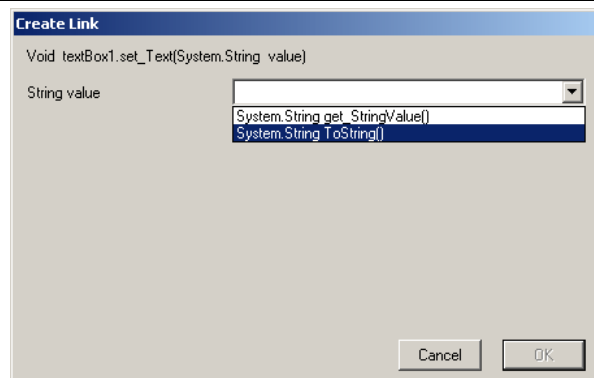 Create Link
Void textBox1.set_Text(System.String value)
String value
System.String get_StringValue()
System.String ToString()
Cancel
OK